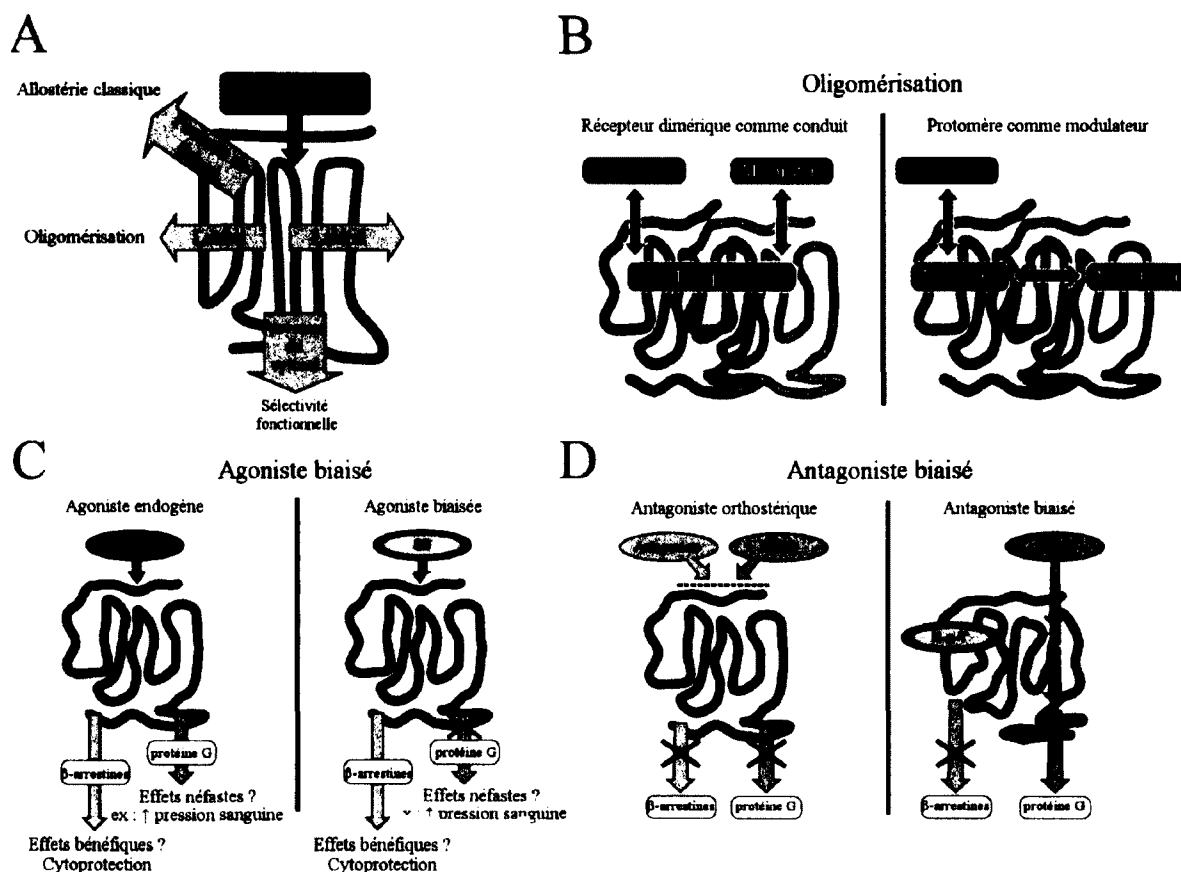 A
Allostérie classique
Oligomérisation
Sélectivité
fonctionnelle
B
Oligomérisation
Récepteur dimérique comme conduit
Protomère comme modulateur
C
Agoniste biaisé
Agoniste endogène
β-arrestines
protéine G
Effets néfastes ?
ex : ↑ pression sanguine
Effets bénéfiques ?
Cytoprotection
Agoniste biaisée
β-arrestines
protéine G
Effets néfastes ?
↑ pression sanguine
Effets bénéfiques ?
Cytoprotection
D
Antagoniste biaisé
Antagoniste orthostérique
β-arrestines
protéine G
Antagoniste biaisé
β-arrestines
protéine G